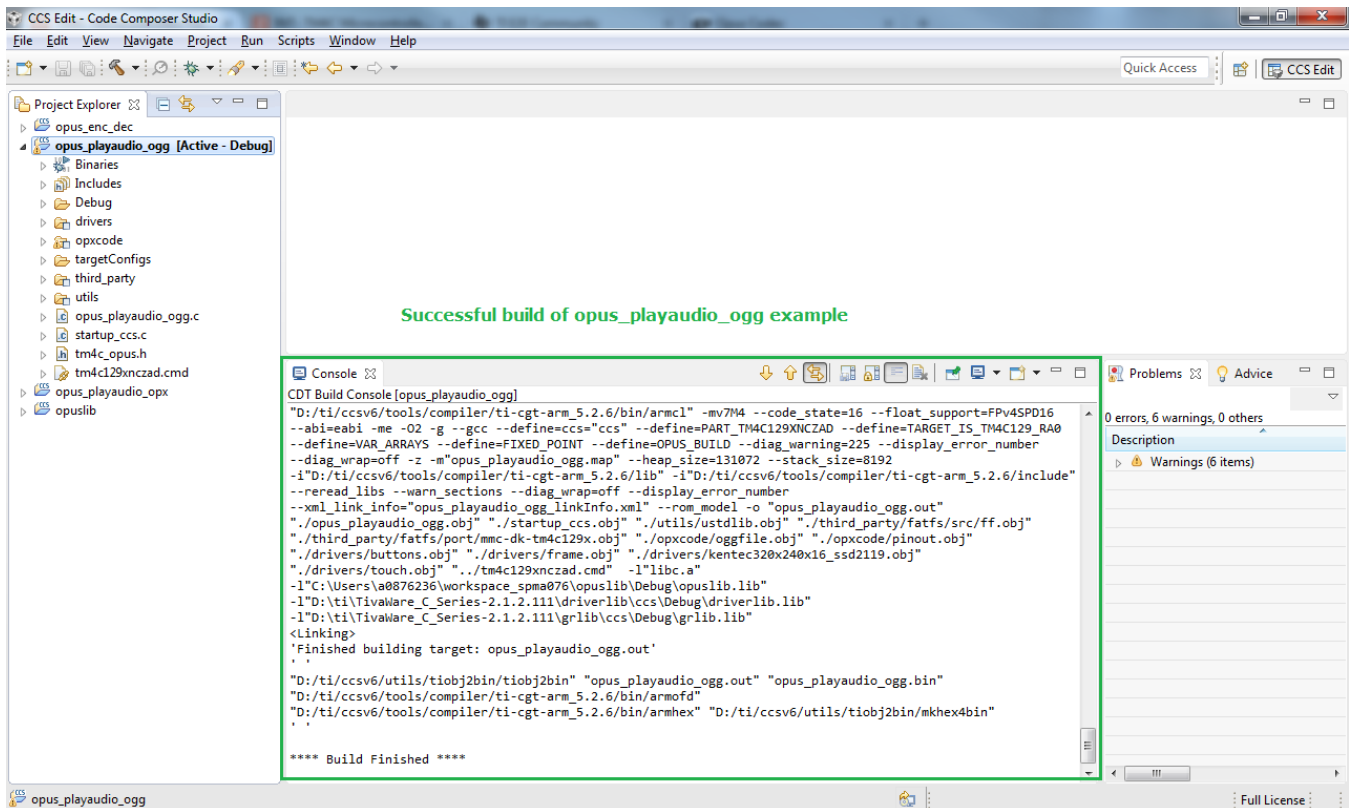 CCS Edit - Code Composer Studio
File Edit View Navigate Project Run Scripts Window Help
Quick Access
CCS Edit
Project Explorer
opus_enc_dec
opus_playaudio_ogg [Active - Debug]
Binaries
Includes
Debug
drivers
opxcode
targetConfigs
third_party
utils
opus_playaudio_ogg.c
startup_ccs.c
tm4c_opus.h
tm4c129xnczad.cmd
opus_playaudio_opx
opuslib
Successful build of opus_playaudio_ogg example
Console
CDT Build Console [opus_playaudio_ogg]
"D:/ti/ccsv6/tools/compiler/ti-cgt-arm_5.2.6/bin/armcl" -mv7M4 --code_state=16 --float_support=FPv4SPD16
--abi=eabi -me -O2 -g --gcc --define=ccs="ccs" --define=PART_TM4C129XNCZAD --define=TARGET_IS_TM4C129_RA0
--define=VAR_ARRAYS --define=FIXED_POINT --define=OPUS_BUILD --diag_warning=225 --display_error_number
--diag_wrap=off -z -m"opus_playaudio_ogg.map" --heap_size=131072 --stack_size=8192
-i"D:/ti/ccsv6/tools/compiler/ti-cgt-arm_5.2.6/lib" -i"D:/ti/ccsv6/tools/compiler/ti-cgt-arm_5.2.6/include"
--reread_libs --warn_sections --diag_wrap=off --display_error_number
--xml_link_info="opus_playaudio_ogg_linkInfo.xml" --rom_model -o "opus_playaudio_ogg.out"
"./opus_playaudio_ogg.obj" "./startup_ccs.obj" "./utils/ustdlib.obj" "./third_party/fatfs/src/ff.obj"
"./third_party/fatfs/port/mmc-dk-tm4c129x.obj" "./opxcode/oggfile.obj" "./opxcode/pinout.obj"
"./drivers/buttons.obj" "./drivers/frame.obj" "./drivers/kentec320x240x16_ssd2119.obj"
"./drivers/touch.obj" "../tm4c129xnczad.cmd" -l"libc.a"
-l"C:\Users\a0876236\workspace_spma076\opuslib\Debug\opuslib.lib"
-l"D:\ti\TivaWare_C_Series-2.1.2.111\driverlib\ccs\Debug\driverlib.lib"
-l"D:\ti\TivaWare_C_Series-2.1.2.111\grlib\ccs\Debug\grlib.lib"
<Linking>
'Finished building target: opus_playaudio_ogg.out'
' '
"D:/ti/ccsv6/utils/tiobj2bin/tiobj2bin" "opus_playaudio_ogg.out" "opus_playaudio_ogg.bin"
"D:/ti/ccsv6/tools/compiler/ti-cgt-arm_5.2.6/bin/armofd"
"D:/ti/ccsv6/tools/compiler/ti-cgt-arm_5.2.6/bin/armhex" "D:/ti/ccsv6/utils/tiobj2bin/mkhex4bin"
' '
**** Build Finished ****
Problems
Advice
0 errors, 6 warnings, 0 others
Description
Warnings (6 items)
opus_playaudio_ogg
Full License